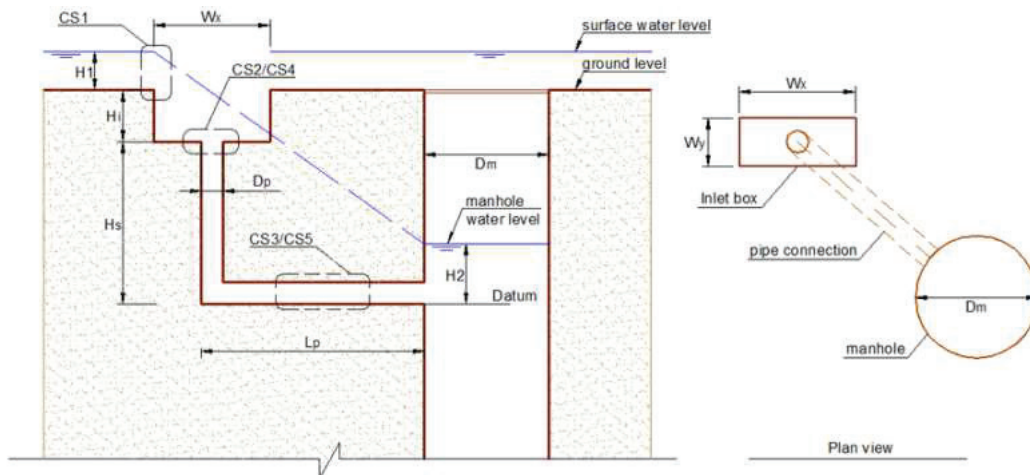 CS1
Wx
surface water level
H1
CS2/CS4
ground level
Hi
Wx
Wy
Dm
Dp
manhole
water level
Inlet box
Hs
CS3/CS5
H2
pipe connection
Datum
Dm
Lp
manhole
Plan view